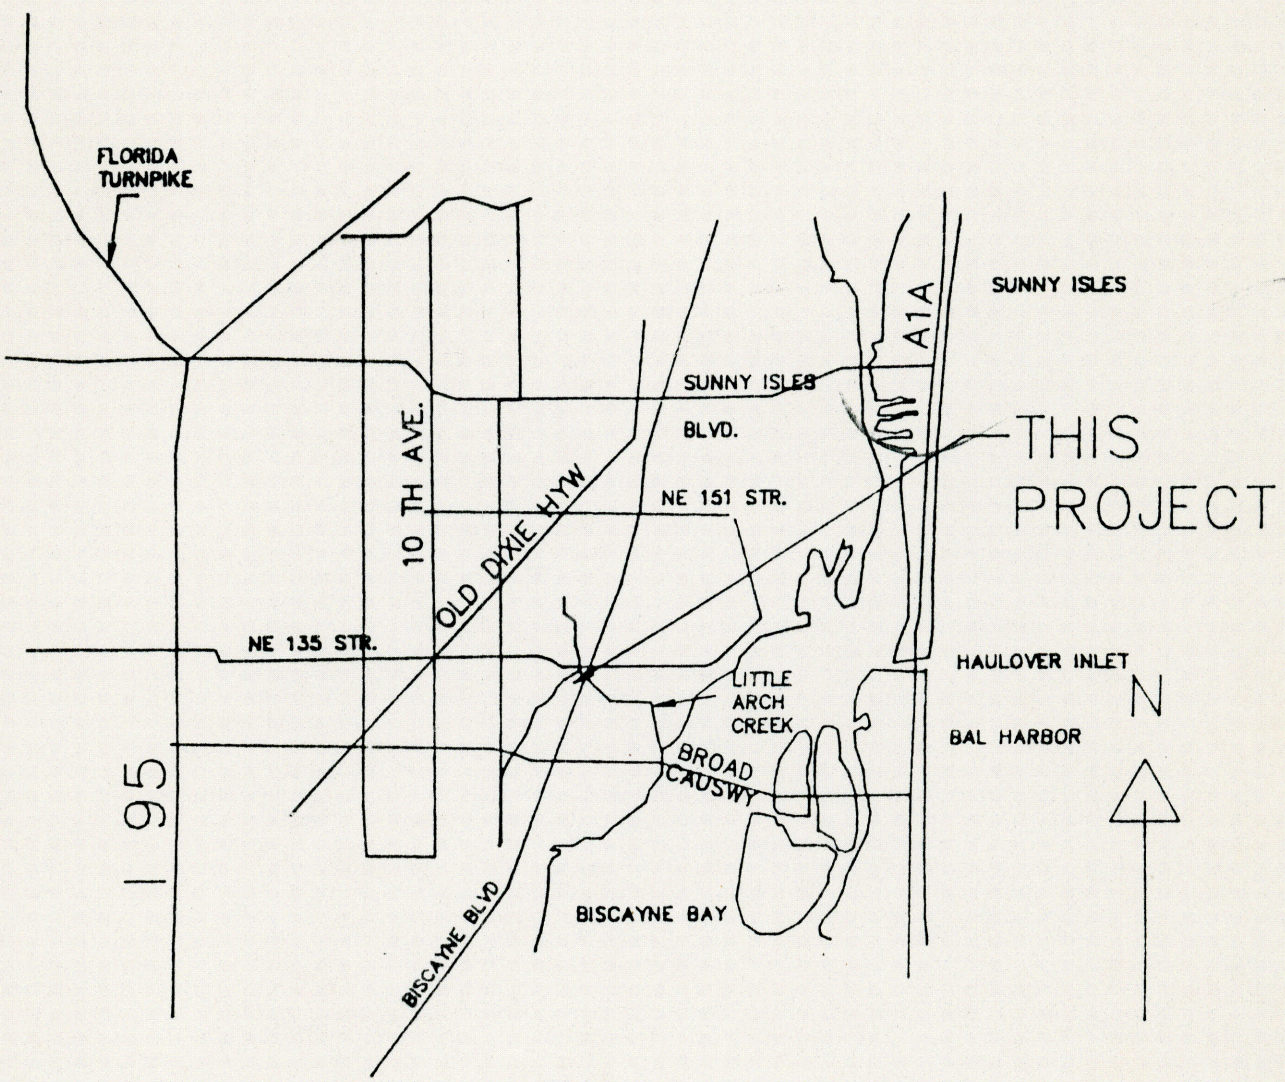 FLORIDA
TURNPIKE
SUNNY ISLES
A1A
SUNNY ISLES
BLVD.
10 TH AVE.
THIS
PROJECT
OLD DIXIE HYW
NE 151 STR.
NE 135 STR.
HAULOVER INLET
LITTLE
ARCH
CREEK
N
BAL HARBOR
BROAD
CAUSWY
I 95
BISCAYNE BLVD
BISCAYNE BAY